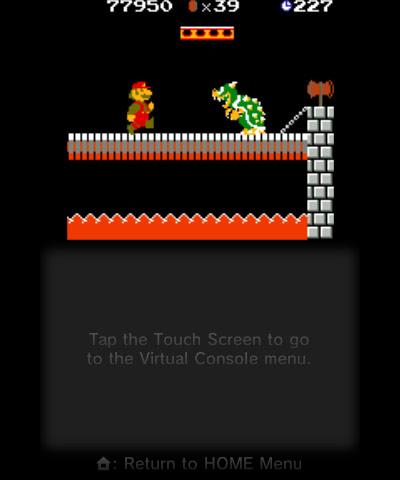 77950 ×39 227
Tap the Touch Screen to go
to the Virtual Console menu.
: Return to HOME Menu